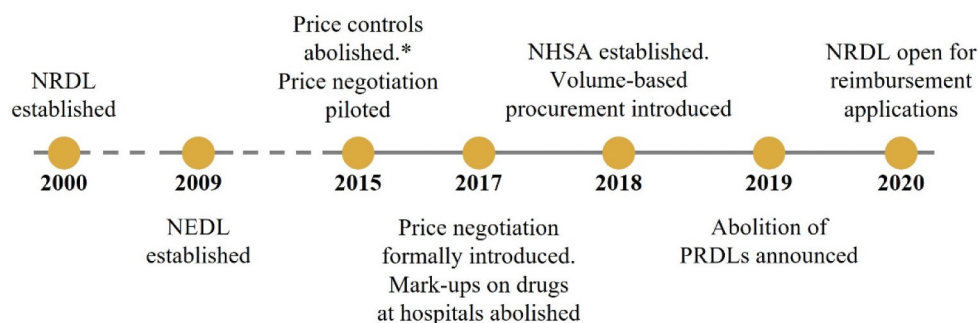 NRDL
established
2000
2009
NEDL
established
Price controls
abolished.*
Price negotiation
piloted
2015
2017
Price negotiation
formally introduced.
Mark-ups on drugs
at hospitals abolished
NHSA established.
Volume-based
procurement introduced
2018
2019
Abolition of
PRDLs announced
NRDL open for
reimbursement
applications
2020